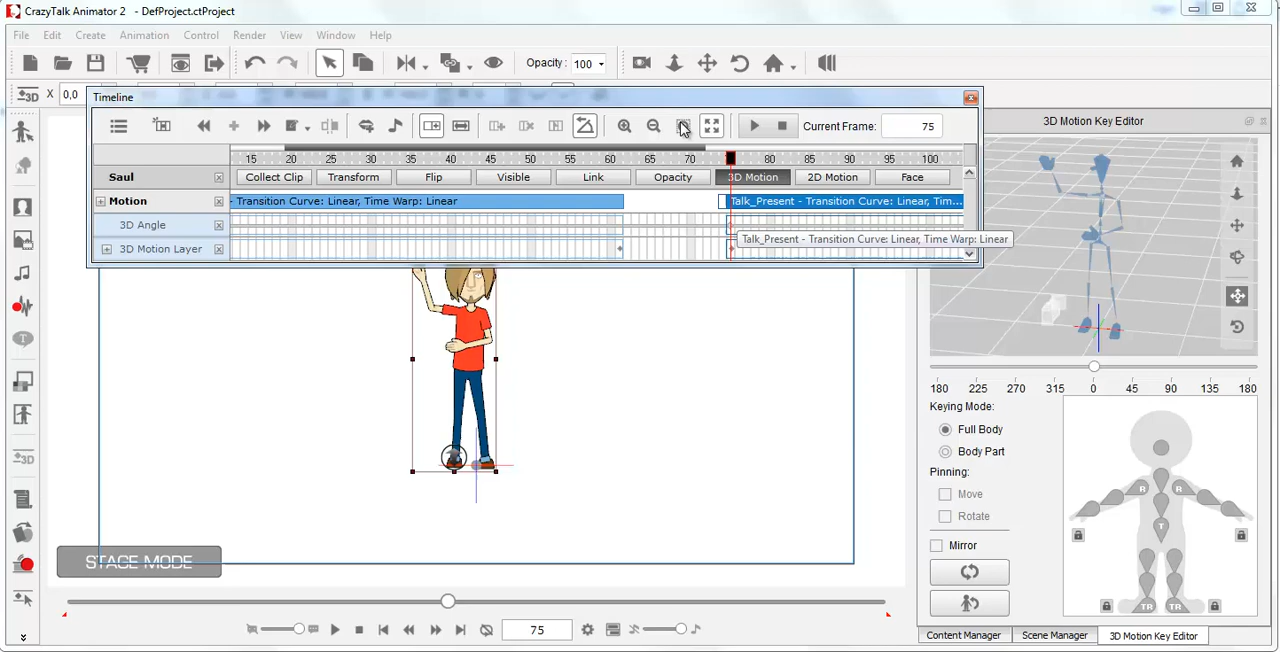 CrazyTalk Animator 2 - DefProject.ctProject
File Edit Create Animation Control Render View Window Help
Opacity : 100
3D X 0,0
Timeline
Current Frame: 75
15 20 25 30 35 40 45 50 55 60 65 70 80 85 90 95 100
Saul Collect Clip Transform Flip Visible Link Opacity 3D Motion 2D Motion Face
Motion - Transition Curve: Linear, Time Warp: Linear Talk_Present - Transition Curve: Linear, Tim...
3D Angle
Talk_Present - Transition Curve: Linear, Time Warp: Linear
3D Motion Layer
STAGE MODE
75
3D Motion Key Editor
180 225 270 315 0 45 90 135 180
Keying Mode:
Full Body
Body Part
Pinning:
Move
Rotate
Mirror
R R
T
TR TR
Content Manager Scene Manager 3D Motion Key Editor